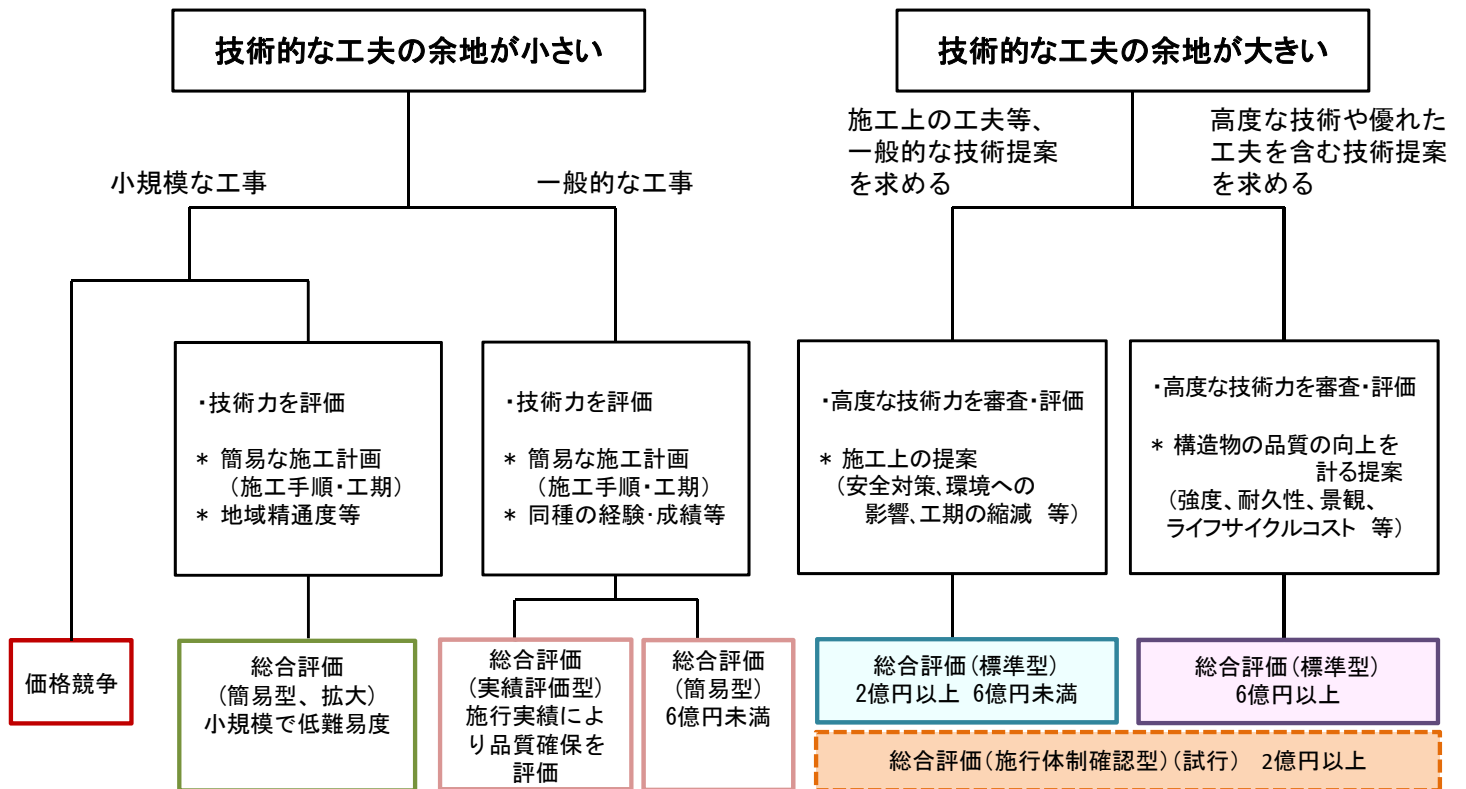 技術的な工夫の余地が小さい
技術的な工夫の余地が大きい
小規模な工事
一般的な工事
施工上の工夫等、
一般的な技術提案
を求める
高度な技術や優れた
工夫を含む技術提案
を求める
・技術力を評価
* 簡易な施工計画
(施工手順・工期)
* 地域精通度等
・技術力を評価
* 簡易な施工計画
(施工手順・工期)
* 同種の経験・成績等
・高度な技術力を審査・評価
* 施工上の提案
(安全対策、環境への
影響、工期の縮減 等)
・高度な技術力を審査・評価
* 構造物の品質の向上を
計る提案
(強度、耐久性、景観、
ライフサイクルコスト 等)
価格競争
総合評価
(簡易型、拡大)
小規模で低難易度
総合評価
(実績評価型)
施行実績によ
り品質確保を
評価
総合評価
(簡易型)
6億円未満
総合評価(標準型)
2億円以上 6億円未満
総合評価(標準型)
6億円以上
総合評価(施行体制確認型)(試行) 2億円以上